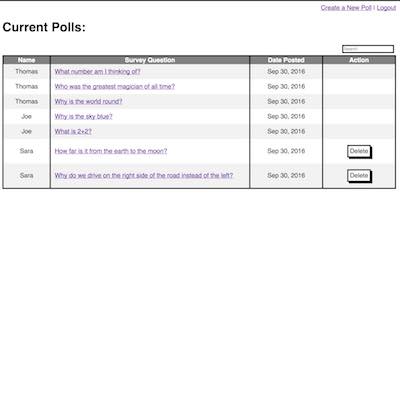 Create a New Poll | Logout
Current Polls:
Search
Name Survey Question Date Posted Action
Thomas What number am I thinking of? Sep 30, 2016
Thomas Who was the greatest magician of all time? Sep 30, 2016
Thomas Why is the world round? Sep 30, 2016
Joe Why is the sky blue? Sep 30, 2016
Joe What is 2+2? Sep 30, 2016
Sara How far is it from the earth to the moon? Sep 30, 2016 Delete
Sara Why do we drive on the right side of the road instead of the left? Sep 30, 2016 Delete